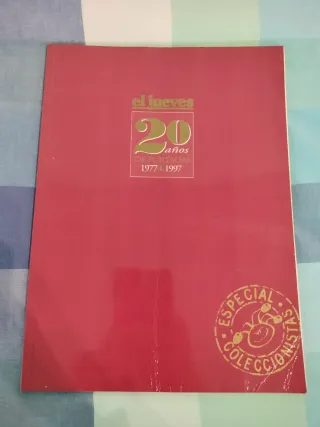 el jueves
20
años
1977 1997
ESPECIAL
COLECCIONISTAS